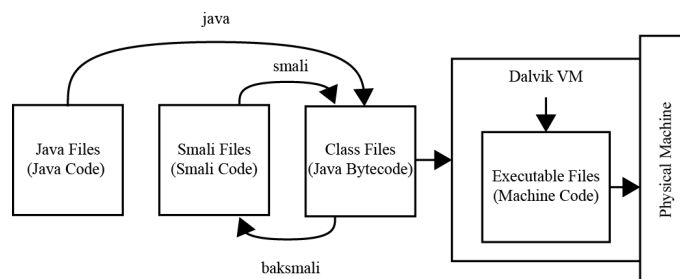 java
smali
Dalvik VM
Java Files
(Java Code)
Smali Files
(Smali Code)
Class Files
(Java Bytecode)
Executable Files
(Machine Code)
Physical Machine
baksmali